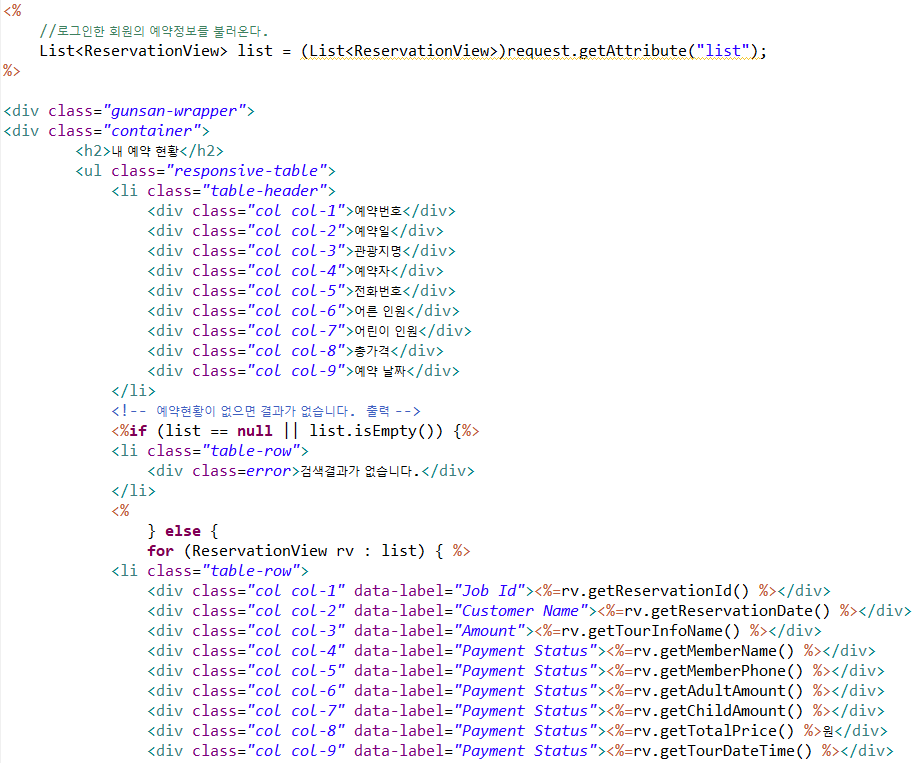 <%
//로그인한 회원의 예약정보를 불러온다.
List<ReservationView> list = (List<ReservationView>)request.getAttribute("list");
%>
<div class="gunsan-wrapper">
<div class="container">
<h2>내 예약 현황</h2>
<ul class="responsive-table">
<li class="table-header">
<div class="col col-1">예약번호</div>
<div class="col col-2">예약일</div>
<div class="col col-3">관광지명</div>
<div class="col col-4">예약자</div>
<div class="col col-5">전화번호</div>
<div class="col col-6">어른 인원</div>
<div class="col col-7">어린이 인원</div>
<div class="col col-8">총가격</div>
<div class="col col-9">예약 날짜</div>
</li>
<!-- 예약현황이 없으면 결과가 없습니다. 출력 -->
<%if (list == null || list.isEmpty()) {%>
<li class="table-row">
<div class=error>검색결과가 없습니다.</div>
</li>
<%
} else {
for (ReservationView rv : list) { %>
<li class="table-row">
<div class="col col-1" data-label="Job Id"><%=rv.getReservationId() %></div>
<div class="col col-2" data-label="Customer Name"><%=rv.getReservationDate() %></div>
<div class="col col-3" data-label="Amount"><%=rv.getTourInfoName() %></div>
<div class="col col-4" data-label="Payment Status"><%=rv.getMemberName() %></div>
<div class="col col-5" data-label="Payment Status"><%=rv.getMemberPhone() %></div>
<div class="col col-6" data-label="Payment Status"><%=rv.getAdultAmount() %></div>
<div class="col col-7" data-label="Payment Status"><%=rv.getChildAmount() %></div>
<div class="col col-8" data-label="Payment Status"><%=rv.getTotalPrice() %>원</div>
<div class="col col-9" data-label="Payment Status"><%=rv.getTourDateTime() %></div>